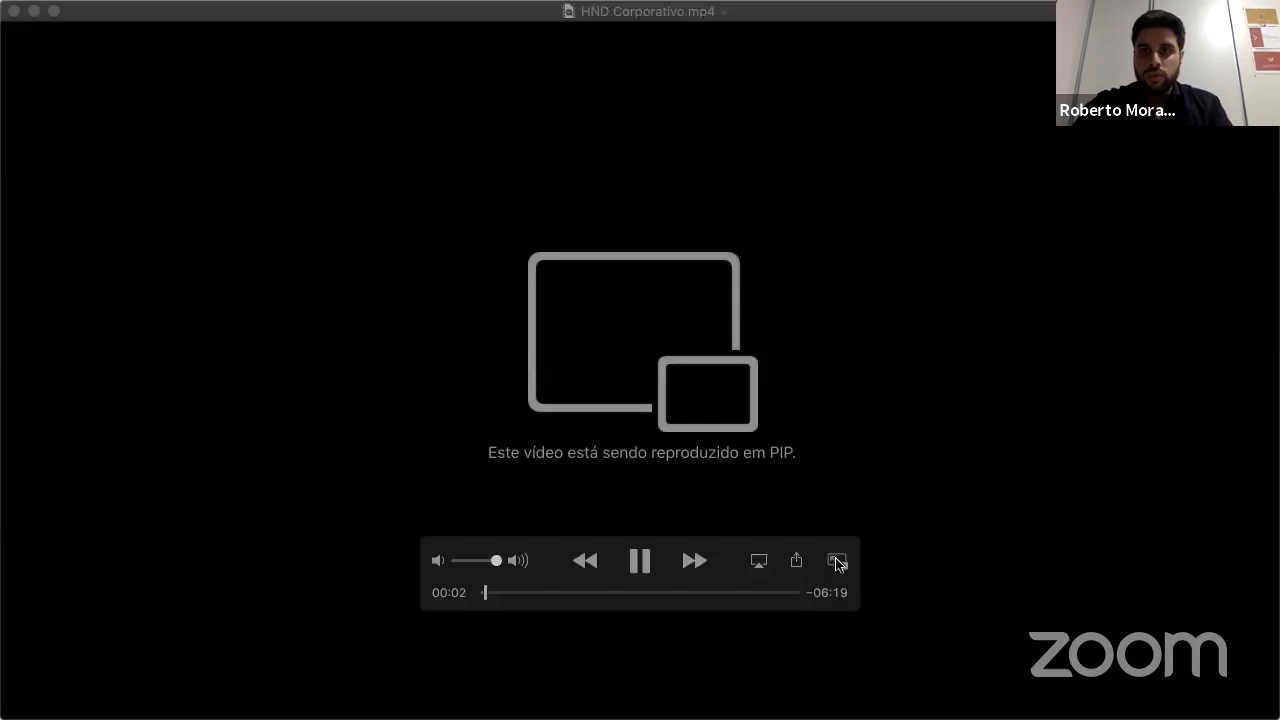 HND Corporativo.mp4
Roberto Mora...
Este vídeo está sendo reproduzido em PIP.
00:02
-06:19
zoom